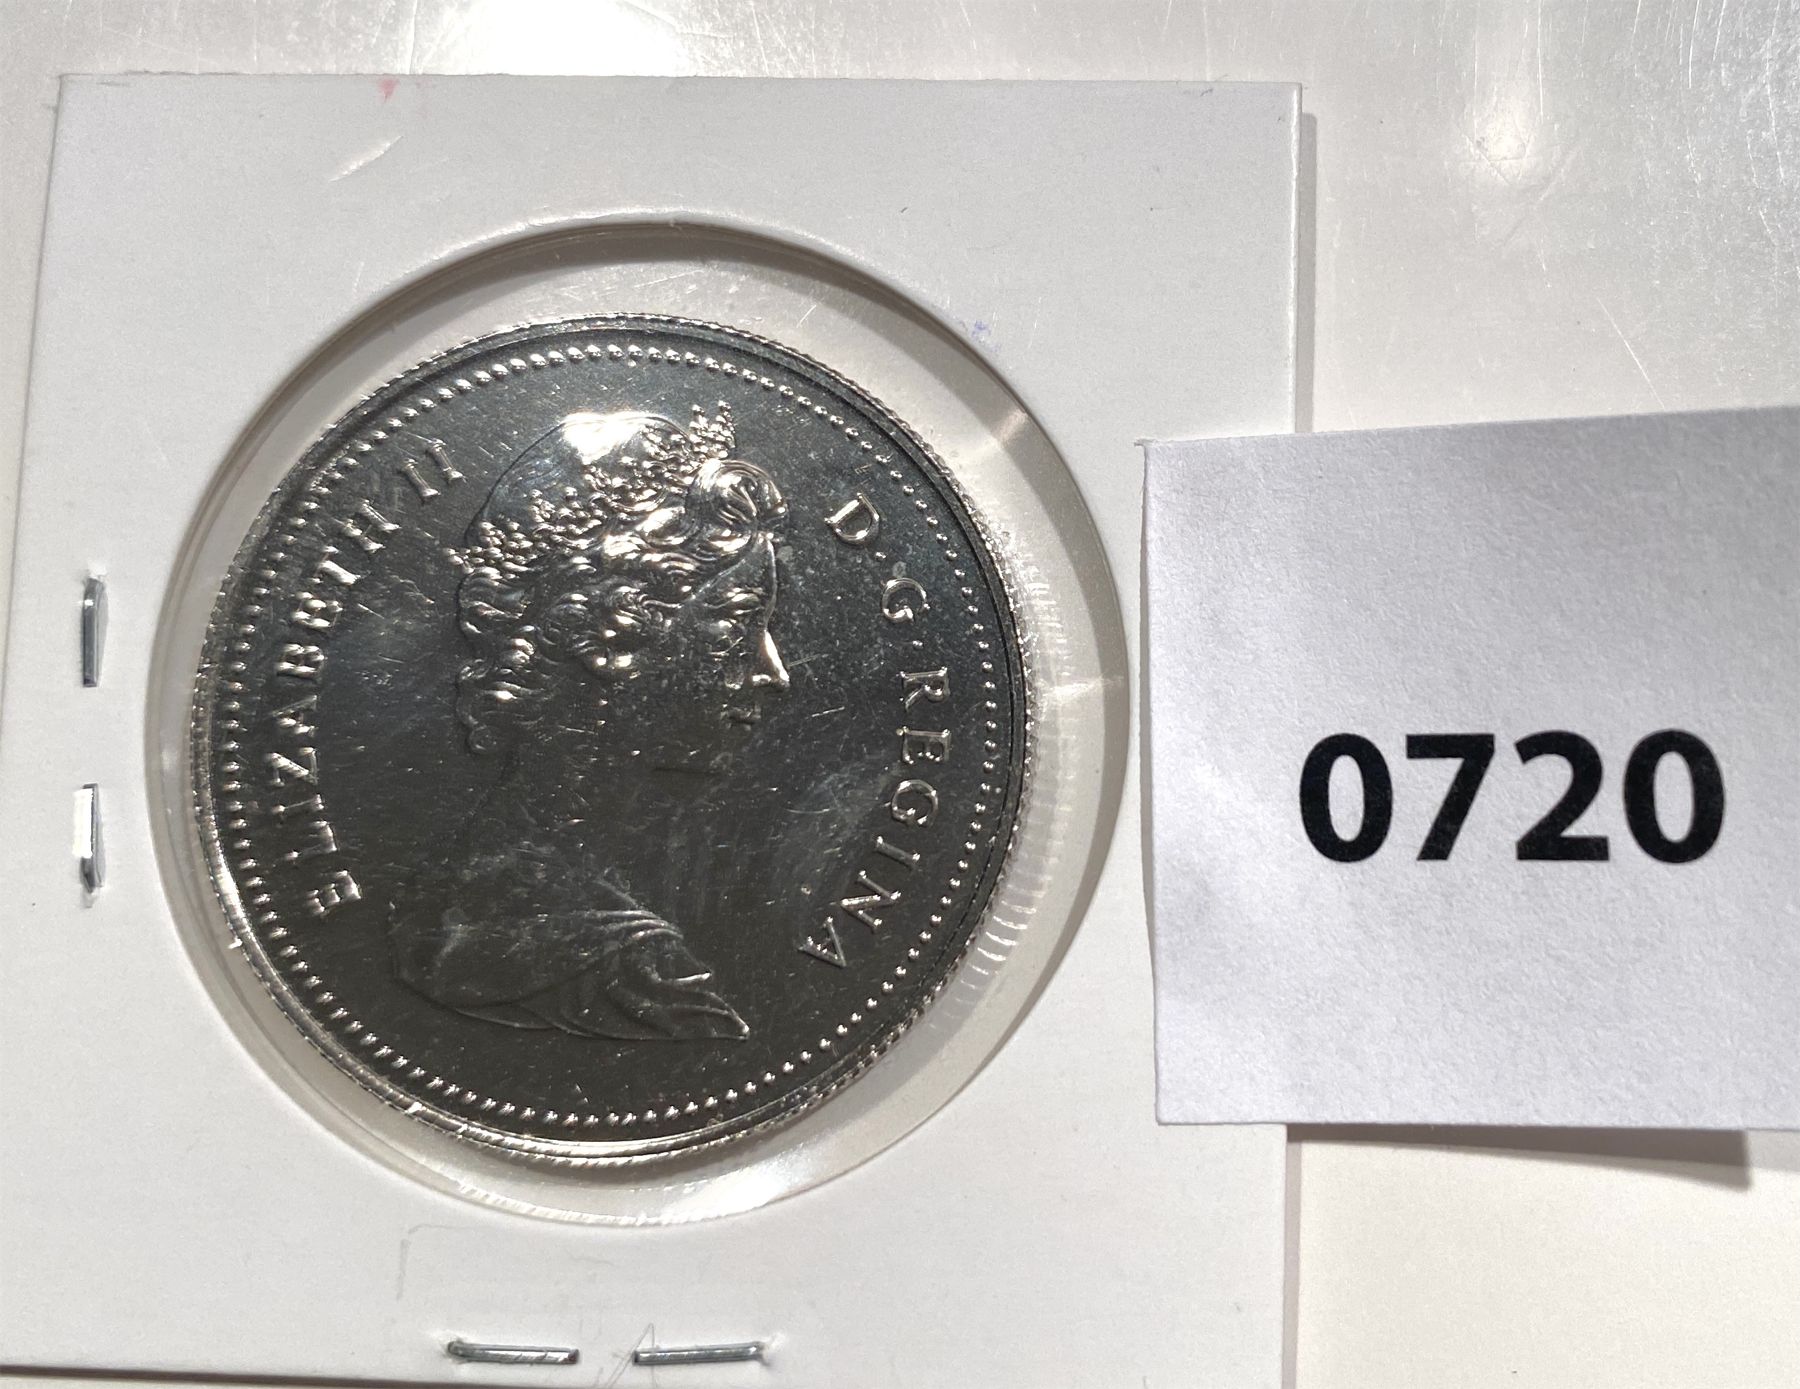 ELIZABETH II D·G·REGINA
0720